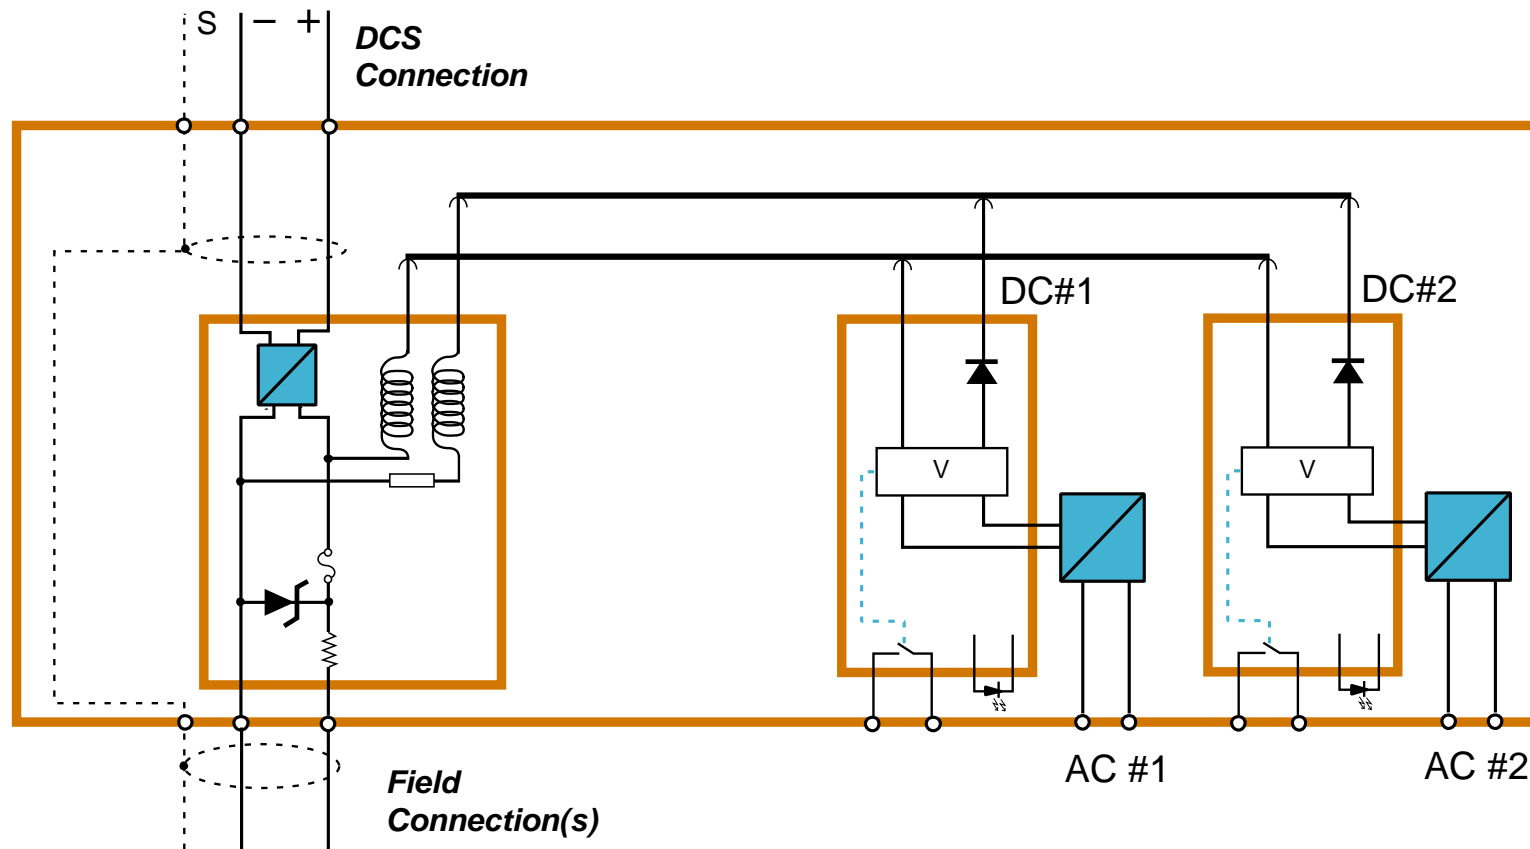 S − +
DCS
Connection
DC#1
DC#2
V
V
AC #1
AC #2
Field
Connection(s)